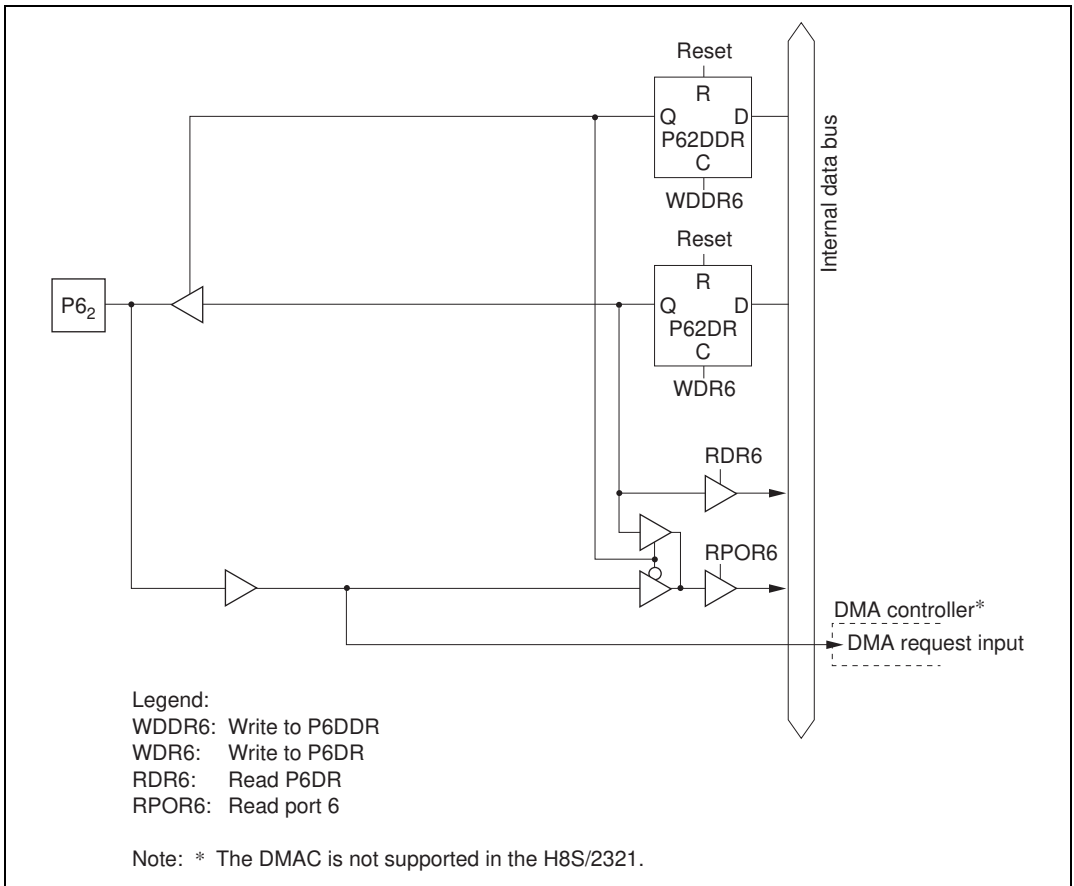 Reset
R
Q D
P62DDR
C
WDDR6
Internal data bus
Reset
R
P6₂
Q D
P62DR
C
WDR6
RDR6
RPOR6
DMA controller*
DMA request input
Legend:
WDDR6: Write to P6DDR
WDR6: Write to P6DR
RDR6: Read P6DR
RPOR6: Read port 6
Note: * The DMAC is not supported in the H8S/2321.